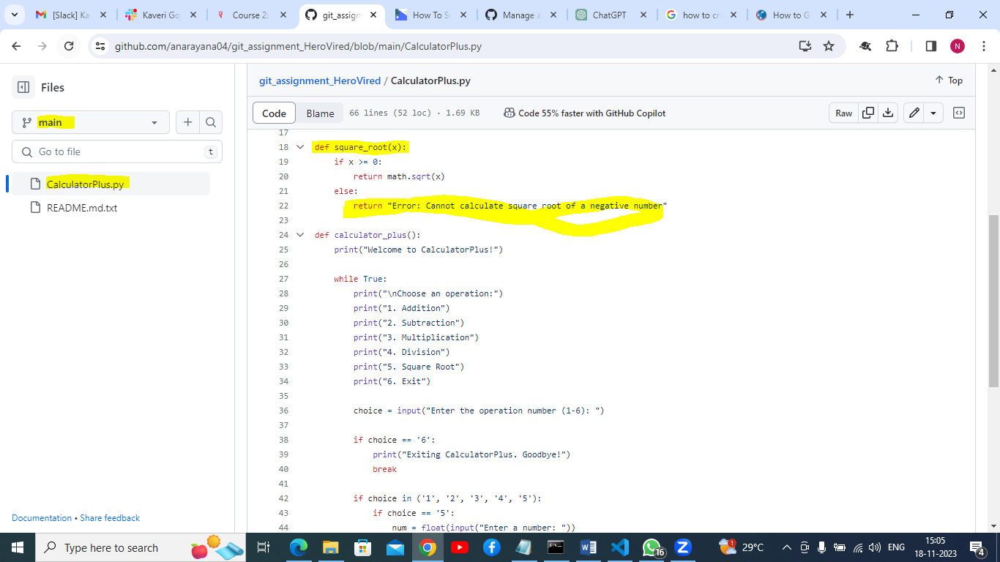 [Slack] Ka
Kaveri Go
Course 2:
git_assign
How To S
Manage a
ChatGPT
how to cr
How to G
github.com/anarayana04/git_assignment_HeroVired/blob/main/CalculatorPlus.py
N
Files
git_assignment_HeroVired / CalculatorPlus.py
Top
main
Code Blame 66 lines (52 loc) · 1.69 KB Code 55% faster with GitHub Copilot Raw
Go to file t
CalculatorPlus.py
README.md.txt
17
18 def square_root(x):
19 if x >= 0:
20 return math.sqrt(x)
21 else:
22 return "Error: Cannot calculate square root of a negative number"
23
24 def calculator_plus():
25 print("Welcome to CalculatorPlus!")
26
27 while True:
28 print("\nChoose an operation:")
29 print("1. Addition")
30 print("2. Subtraction")
31 print("3. Multiplication")
32 print("4. Division")
33 print("5. Square Root")
34 print("6. Exit")
35
36 choice = input("Enter the operation number (1-6): ")
37
38 if choice == '6':
39 print("Exiting CalculatorPlus. Goodbye!")
40 break
41
42 if choice in ('1', '2', '3', '4', '5'):
43 if choice == '5':
44 num = float(input("Enter a number: "))
Documentation • Share feedback
Type here to search
16
1
29°C
ENG
15:05
18-11-2023
4